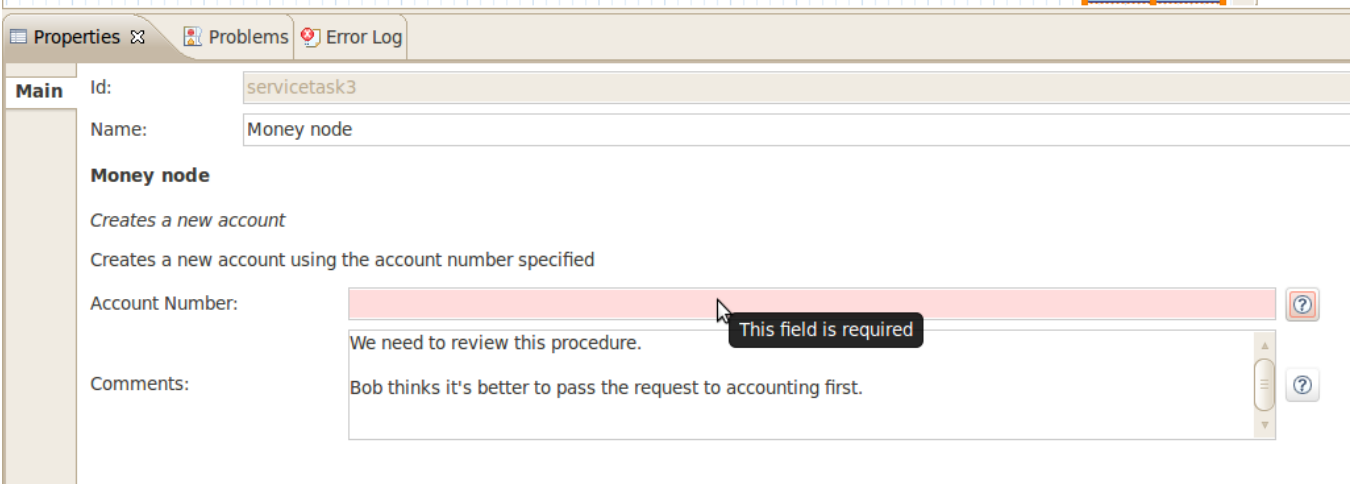 Properties Problems Error Log
Main
Id: servicetask3
Name: Money node
Money node
Creates a new account
Creates a new account using the account number specified
Account Number:
This field is required
We need to review this procedure.
Comments: Bob thinks it's better to pass the request to accounting first.